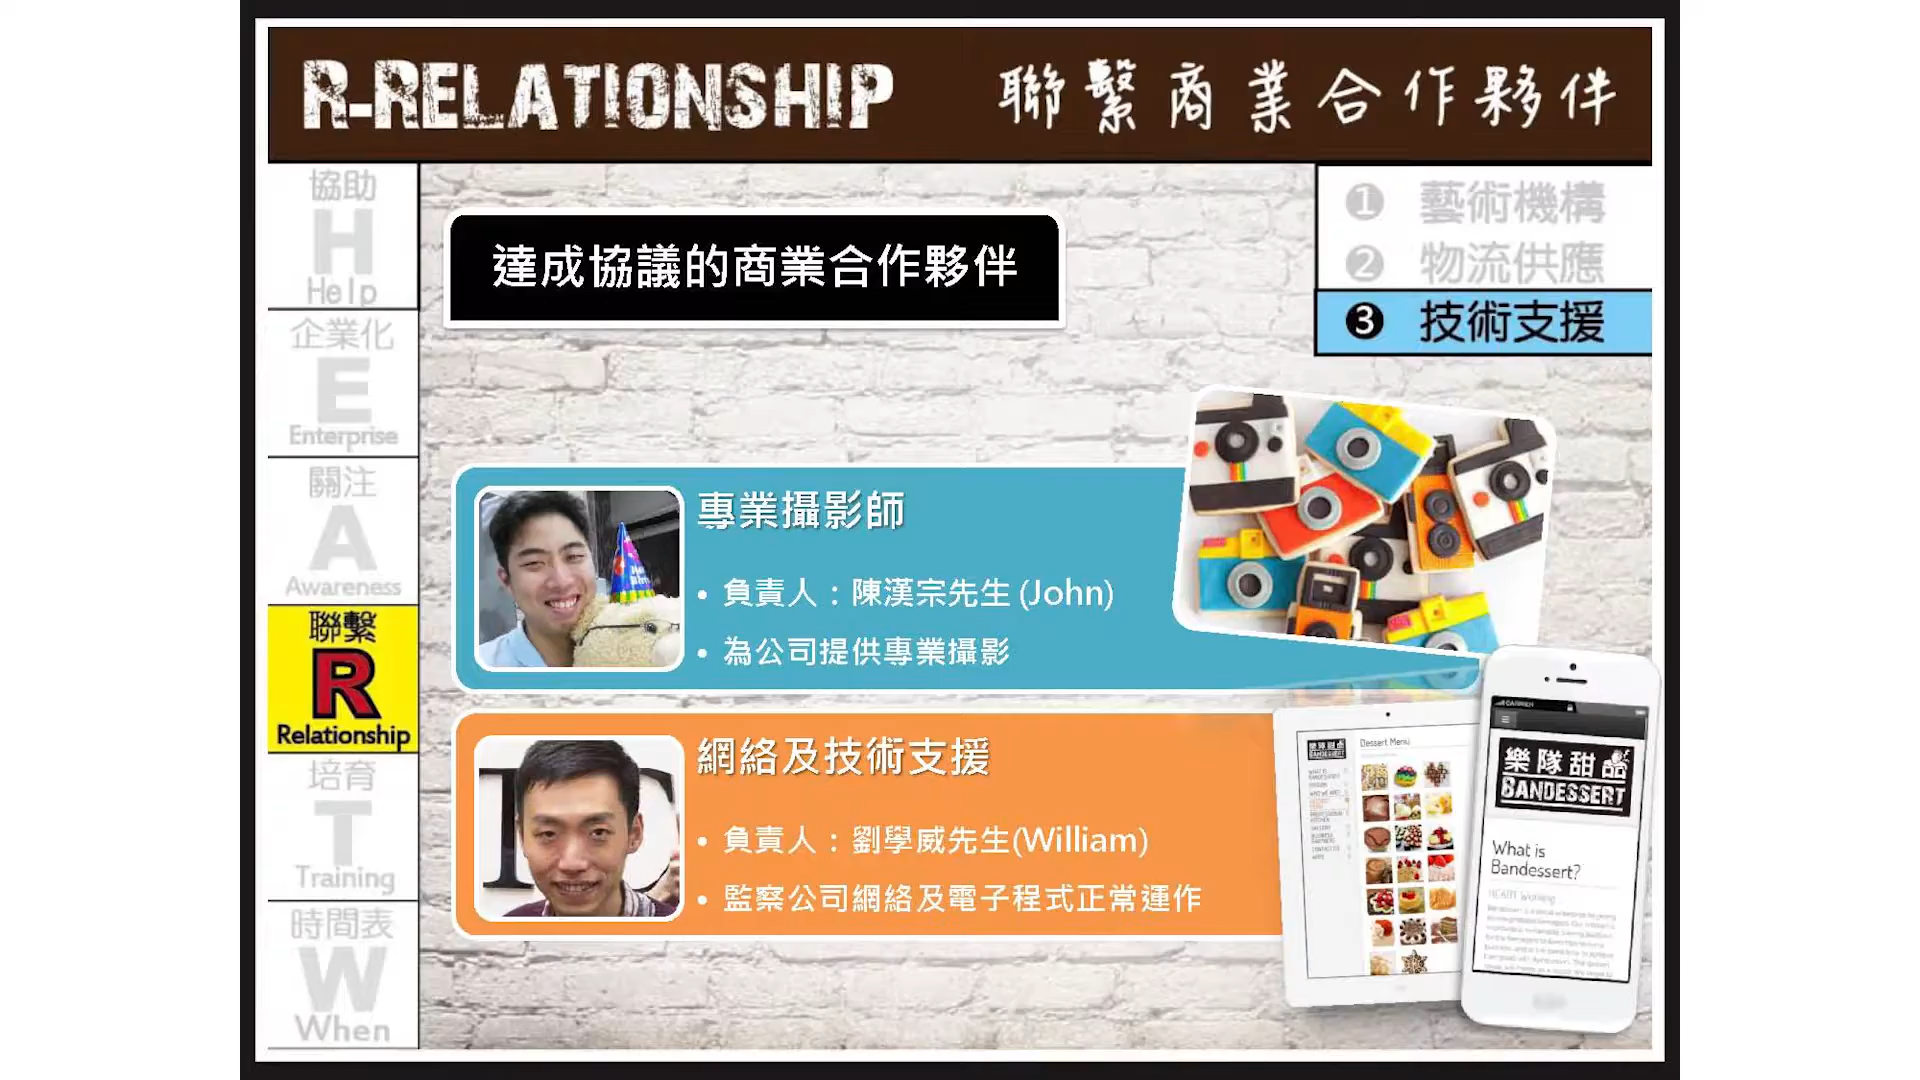 R-RELATIONSHIP 聯繫商業合作夥伴
協助
H
Help
企業化
E
Enterprise
關注
A
Awareness
聯繫
R
Relationship
培育
T
Training
時間表
W
When
達成協議的商業合作夥伴
❶ 藝術機構
❷ 物流供應
❸ 技術支援
專業攝影師
• 負責人：陳漢宗先生 (John)
• 為公司提供專業攝影
網絡及技術支援
• 負責人：劉學威先生(William)
• 監察公司網絡及電子程式正常運作
Dessert Menu
CARRIER
樂隊甜品
BANDESSERT
What is
Bandessert?